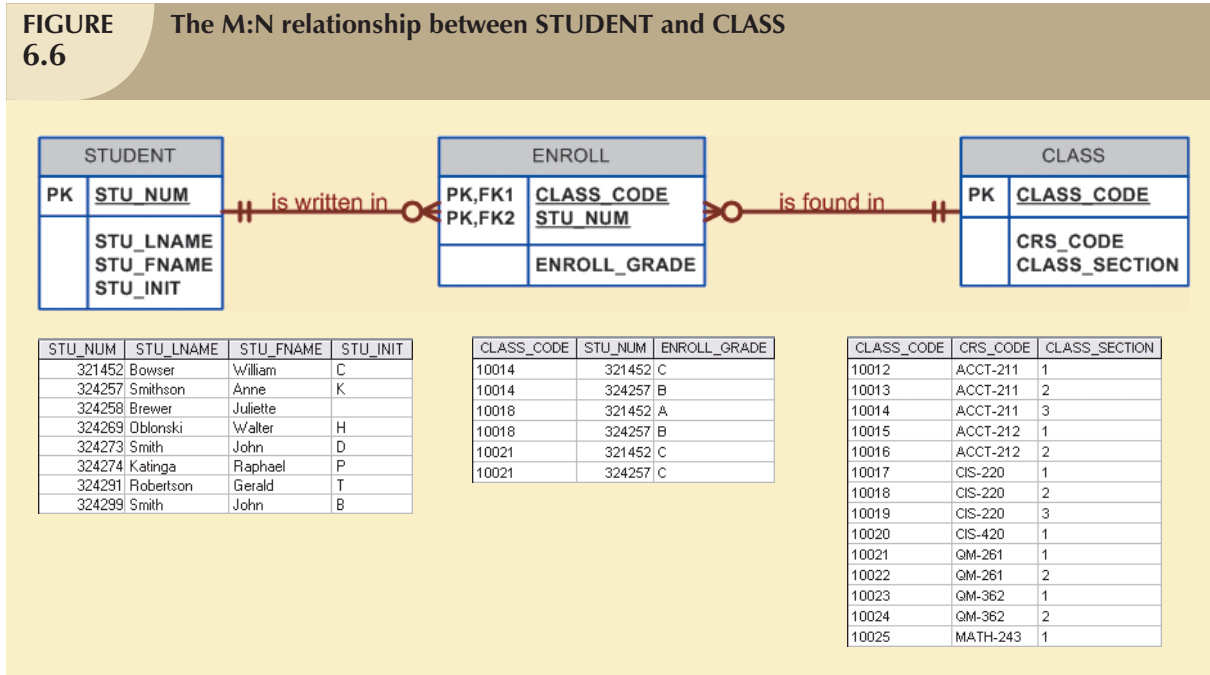 FIGURE
6.6
The M:N relationship between STUDENT and CLASS
STUDENT
PK STU_NUM
STU_LNAME
STU_FNAME
STU_INIT
is written in
ENROLL
PK,FK1 CLASS_CODE
PK,FK2 STU_NUM
ENROLL_GRADE
is found in
CLASS
PK CLASS_CODE
CRS_CODE
CLASS_SECTION
STU_NUM STU_LNAME STU_FNAME STU_INIT
321452 Bowser William C
324257 Smithson Anne K
324258 Brewer Juliette
324269 Oblonski Walter H
324273 Smith John D
324274 Katinga Raphael P
324291 Robertson Gerald T
324299 Smith John B
CLASS_CODE STU_NUM ENROLL_GRADE
10014 321452 C
10014 324257 B
10018 321452 A
10018 324257 B
10021 321452 C
10021 324257 C
CLASS_CODE CRS_CODE CLASS_SECTION
10012 ACCT-211 1
10013 ACCT-211 2
10014 ACCT-211 3
10015 ACCT-212 1
10016 ACCT-212 2
10017 CIS-220 1
10018 CIS-220 2
10019 CIS-220 3
10020 CIS-420 1
10021 QM-261 1
10022 QM-261 2
10023 QM-362 1
10024 QM-362 2
10025 MATH-243 1